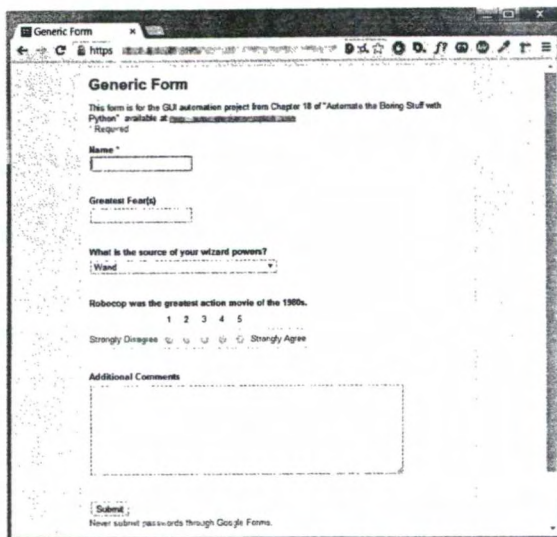 Generic Form
https
Generic Form
This form is for the GUI automation project from Chapter 18 of "Automate the Boring Stuff with
Python" available at
* Required
Name *
Greatest Fear(s)
What is the source of your wizard powers?
Wand
Robocop was the greatest action movie of the 1980s.
1 2 3 4 5
Strongly Disagree Strongly Agree
Additional Comments
Submit
Never submit passwords through Google Forms.